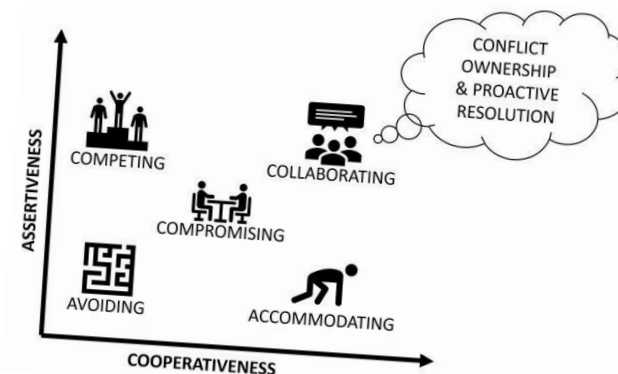 CONFLICT
OWNERSHIP
& PROACTIVE
RESOLUTION
ASSERTIVENESS
COMPETING
COLLABORATING
COMPROMISING
AVOIDING
ACCOMMODATING
COOPERATIVENESS